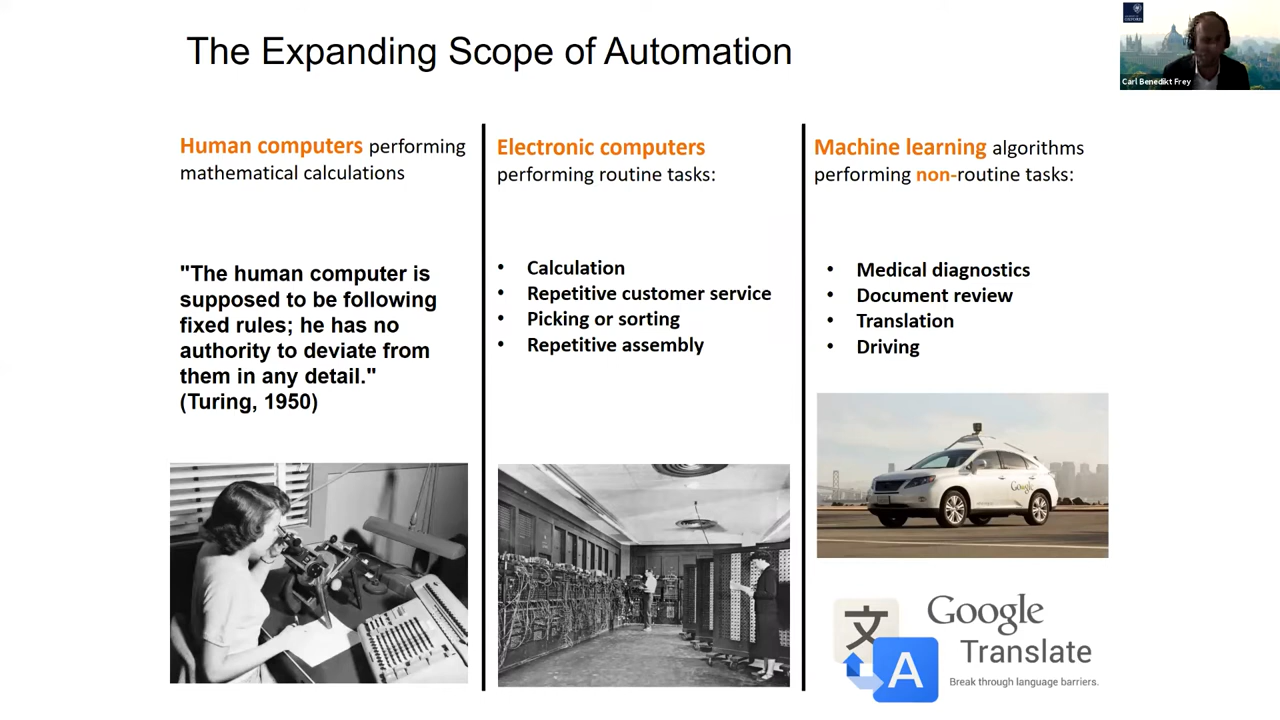 The Expanding Scope of Automation
OXFORD
Carl Benedikt Frey
Human computers performing
mathematical calculations
"The human computer is
supposed to be following
fixed rules; he has no
authority to deviate from
them in any detail."
(Turing, 1950)
Electronic computers
performing routine tasks:
• Calculation
• Repetitive customer service
• Picking or sorting
• Repetitive assembly
Machine learning algorithms
performing non-routine tasks:
• Medical diagnostics
• Document review
• Translation
• Driving
Google
文
A
Google
Translate
Break through language barriers.